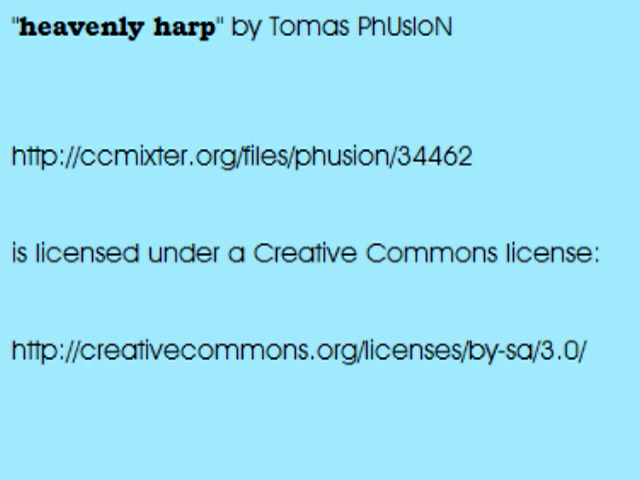 "heavenly harp" by Tomas PhUsIoN
http://ccmixter.org/files/phusion/34462
is licensed under a Creative Commons license:
http://creativecommons.org/licenses/by-sa/3.0/